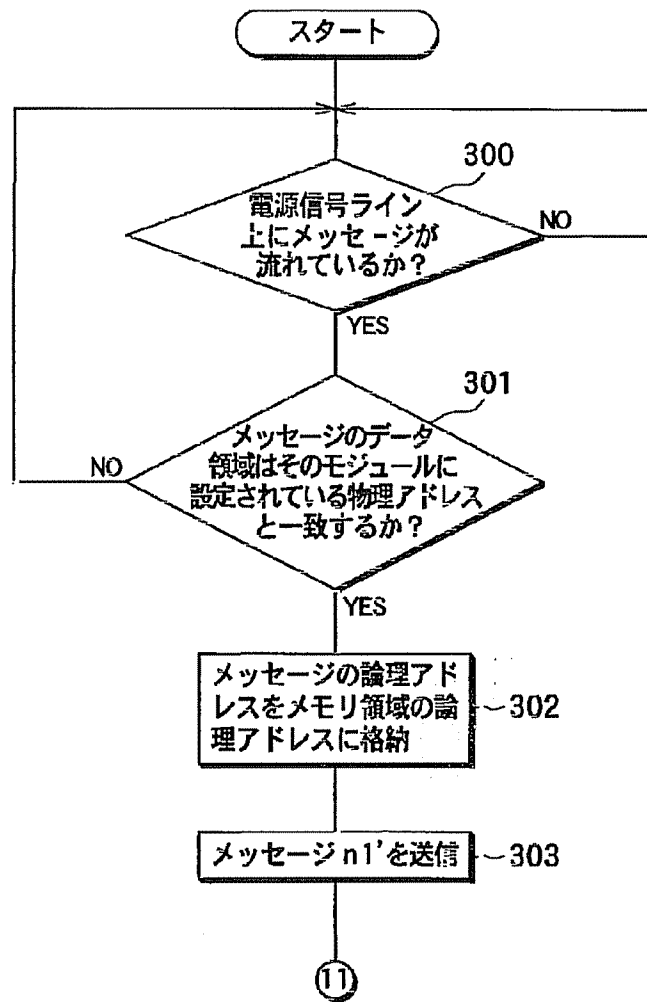 スタート
300
電源信号ライン
上にメッセージが
流れているか？
NO
YES
301
メッセージのデータ
領域はそのモジュールに
設定されている物理アドレス
と一致するか？
NO
YES
メッセージの論理アド
レスをメモリ領域の論
理アドレスに格納
302
メッセージn1'を送信
303
11